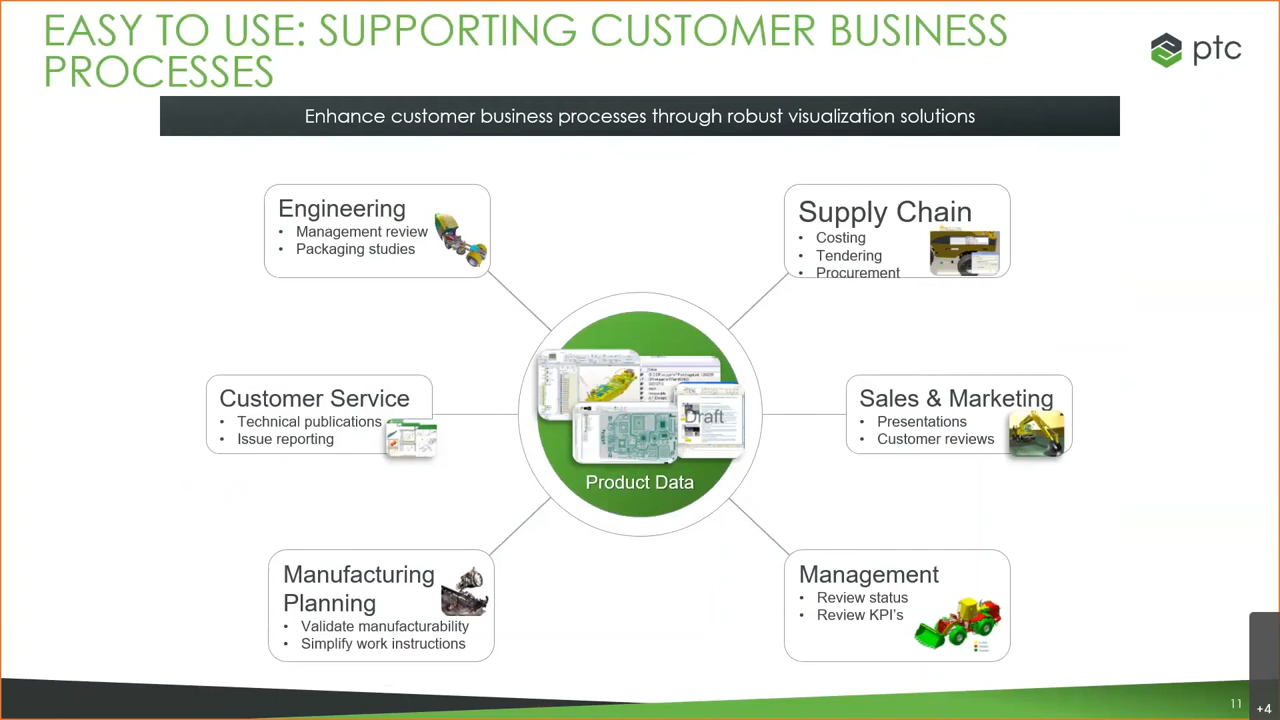 EASY TO USE: SUPPORTING CUSTOMER BUSINESS
PROCESSES
ptc
Enhance customer business processes through robust visualization solutions
Engineering
• Management review
• Packaging studies
Supply Chain
• Costing
• Tendering
• Procurement
Customer Service
• Technical publications
• Issue reporting
Draft
Product Data
Sales & Marketing
• Presentations
• Customer reviews
Manufacturing
Planning
• Validate manufacturability
• Simplify work instructions
Management
• Review status
• Review KPI's
11
+4